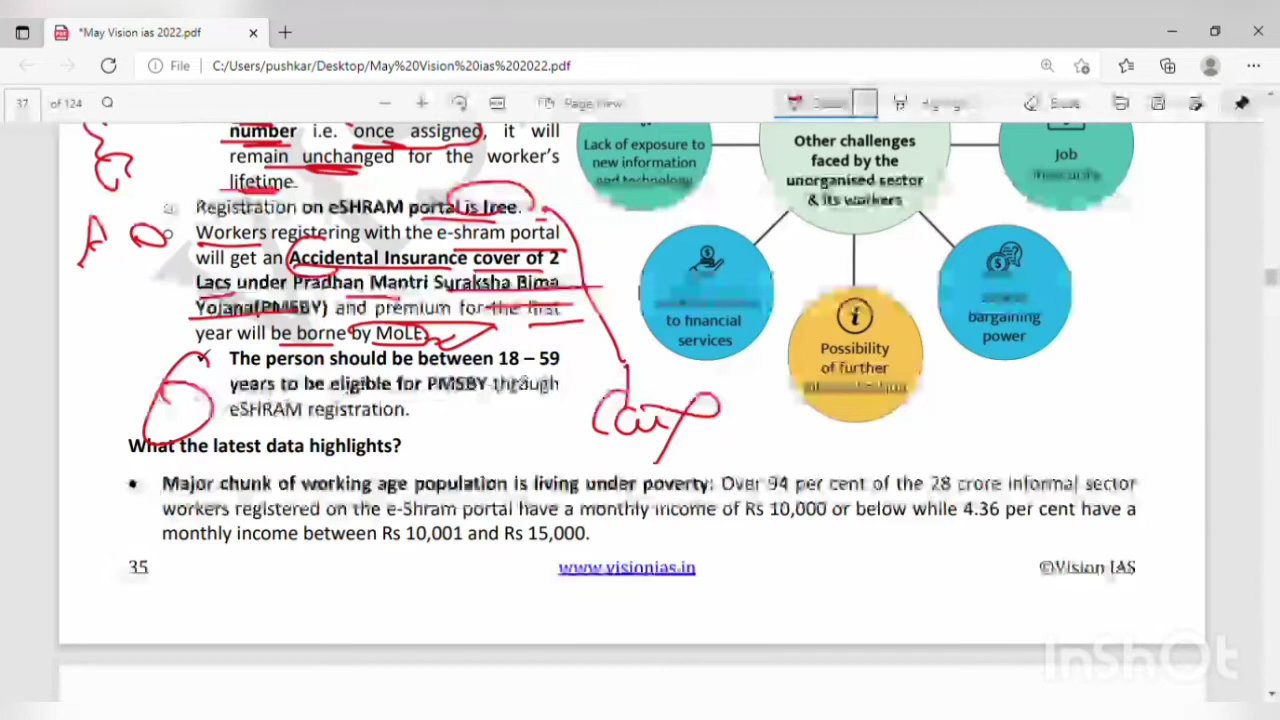 *May Vision ias 2022.pdf
File
C:/Users/pushkar/Desktop/May%20Vision%20ias%202022.pdf
37 of 124
Page View
number i.e. once assigned, it will
remain unchanged for the worker's
lifetime.
Registration on eSHRAM portal is free.
Workers registering with the e-shram portal
will get an Accidental Insurance cover of 2
Lacs under Pradhan Mantri Suraksha Bima
Yojana(PMSBY) and premium for the first
year will be borne by MoLE.
The person should be between 18 – 59
years to be eligible for PMSBY through
eSHRAM registration.
Lack of exposure to
new information
and technology
Other challenges
faced by the
unorganised sector
& its workers
Job
to financial
services
Possibility
of further
bargaining
power
What the latest data highlights?
• Major chunk of working age population is living under poverty: Over 94 per cent of the 28 crore informal sector
workers registered on the e-Shram portal have a monthly income of Rs 10,000 or below while 4.36 per cent have a
monthly income between Rs 10,001 and Rs 15,000.
35
www.visionias.in
©Vision IAS
InShOt